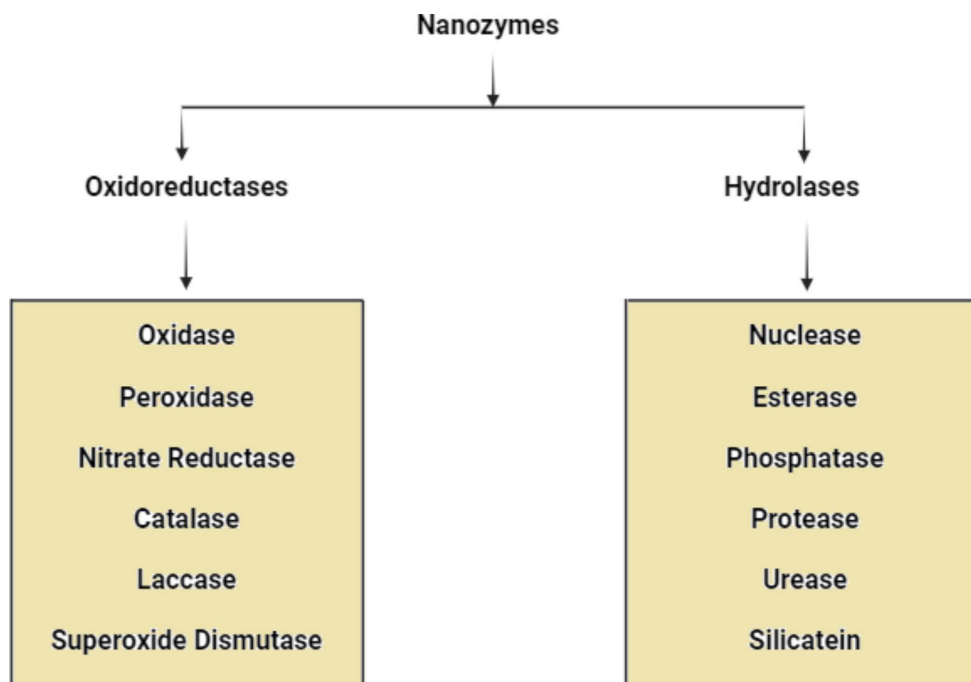 Nanozymes
Oxidoreductases
Hydrolases
Oxidase
Peroxidase
Nitrate Reductase
Catalase
Laccase
Superoxide Dismutase
Nuclease
Esterase
Phosphatase
Protease
Urease
Silicatein